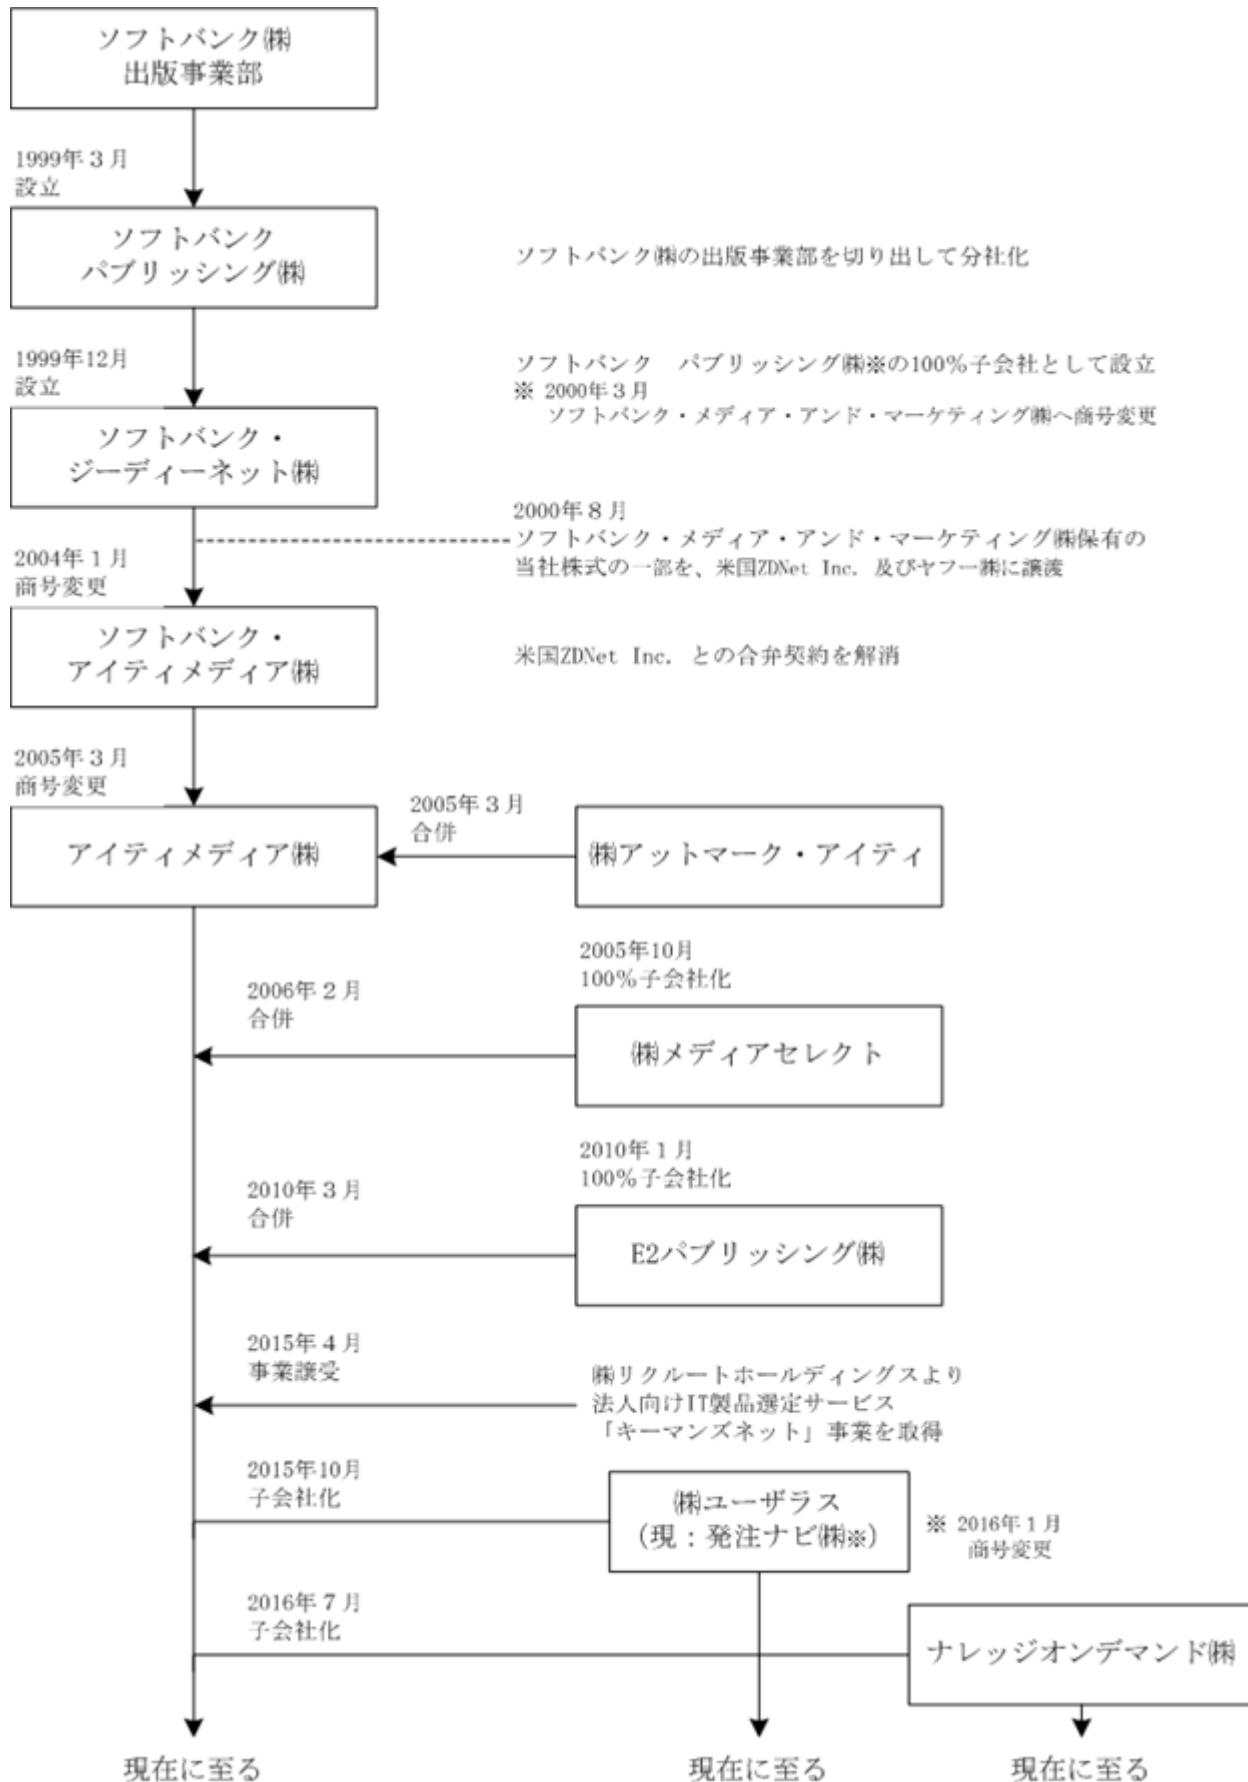 ソフトバンク㈱
出版事業部
1999年３月
設立
ソフトバンク
パブリッシング㈱
ソフトバンク㈱の出版事業部を切り出して分社化
1999年12月
設立
ソフトバンク　パブリッシング㈱※の100％子会社として設立
※ 2000年３月
ソフトバンク・メディア・アンド・マーケティング㈱へ商号変更
ソフトバンク・
ジーディーネット㈱
2000年８月
ソフトバンク・メディア・アンド・マーケティング㈱保有の
当社株式の一部を、米国ZDNet Inc. 及びヤフー㈱に譲渡
2004年１月
商号変更
ソフトバンク・
アイティメディア㈱
米国ZDNet Inc. との合弁契約を解消
2005年３月
商号変更
アイティメディア㈱
2005年３月
合併
㈱アットマーク・アイティ
2005年10月
100％子会社化
2006年２月
合併
㈱メディアセレクト
2010年１月
100％子会社化
2010年３月
合併
E2パブリッシング㈱
2015年４月
事業譲受
㈱リクルートホールディングスより
法人向けIT製品選定サービス
「キーマンズネット」事業を取得
2015年10月
子会社化
㈱ユーザラス
(現：発注ナビ㈱※)
※ 2016年１月
商号変更
2016年７月
子会社化
ナレッジオンデマンド㈱
現在に至る
現在に至る
現在に至る